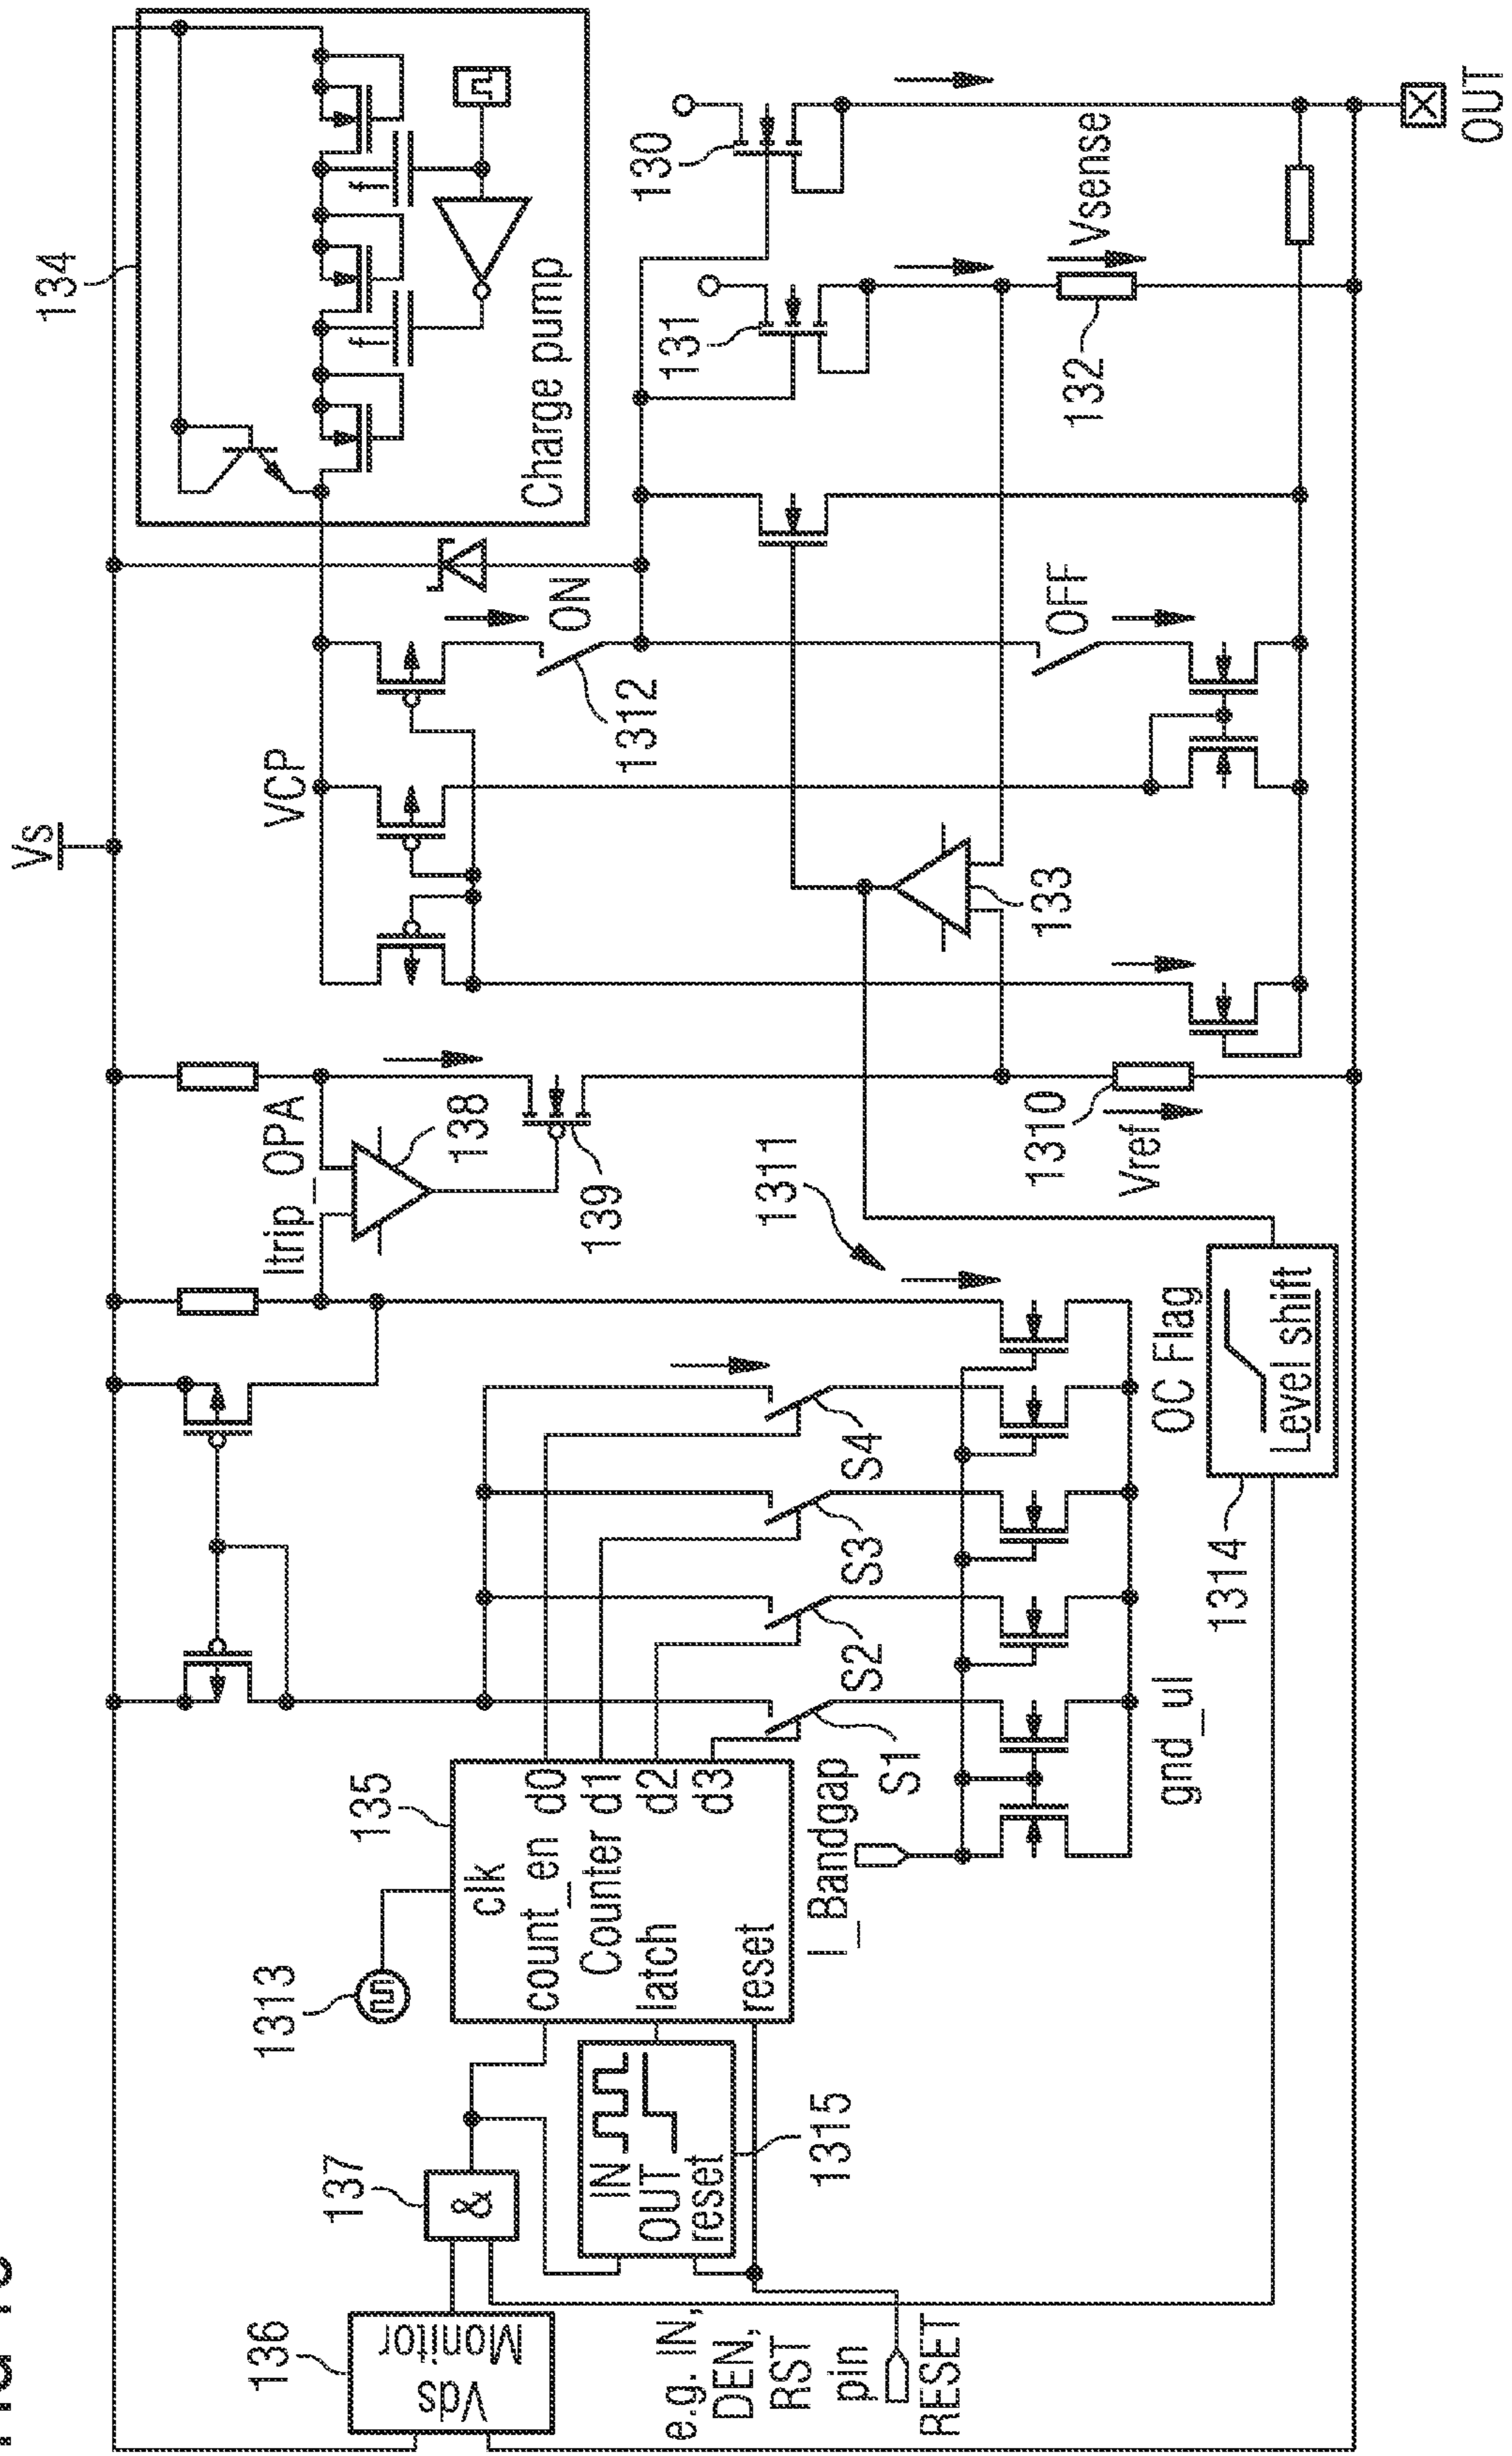 Vs
134
Charge pump
f
f
VCP
ON
1312
130
131
Vsense
132
OUT
OFF
133
Itrip_OPA
138
139
1311
1310
Vref
OC Flag
Level shift
1314
S4
S3
S2
S1
gnd_ul
I_Bandgap
135
clk
count_en d0
Counter d1
d2
latch
d3
reset
1313
137
&
IN
OUT
reset
1315
136
Vds
Monitor
e.g. IN,
DEN,
RST
pin
RESET